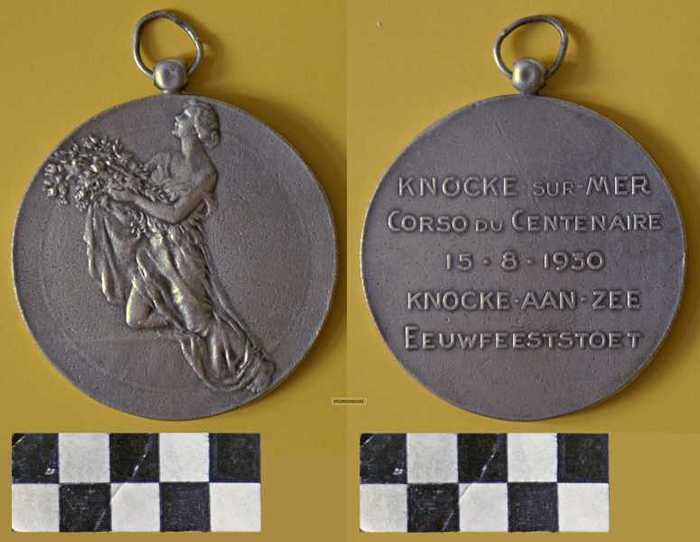 KNOCKE SUR-MER
CORSO DU CENTENAIRE
15-8-1930
KNOCKE-AAN-ZEE
EEUWFEESTSTOET